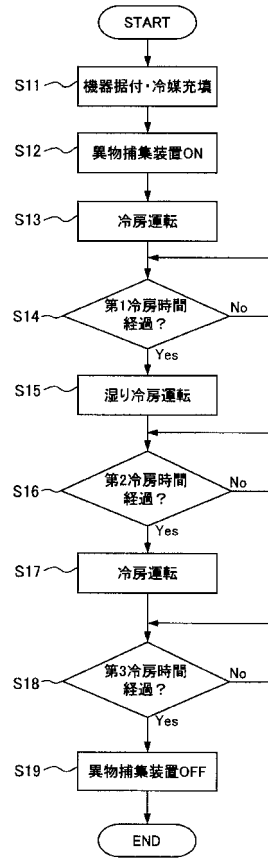 START
S11
機器据付・冷媒充填
S12
異物捕集装置ON
S13
冷房運転
S14
第1冷房時間
経過?
No
Yes
S15
湿り冷房運転
S16
第2冷房時間
経過?
No
Yes
S17
冷房運転
S18
第3冷房時間
経過?
No
Yes
S19
異物捕集装置OFF
END